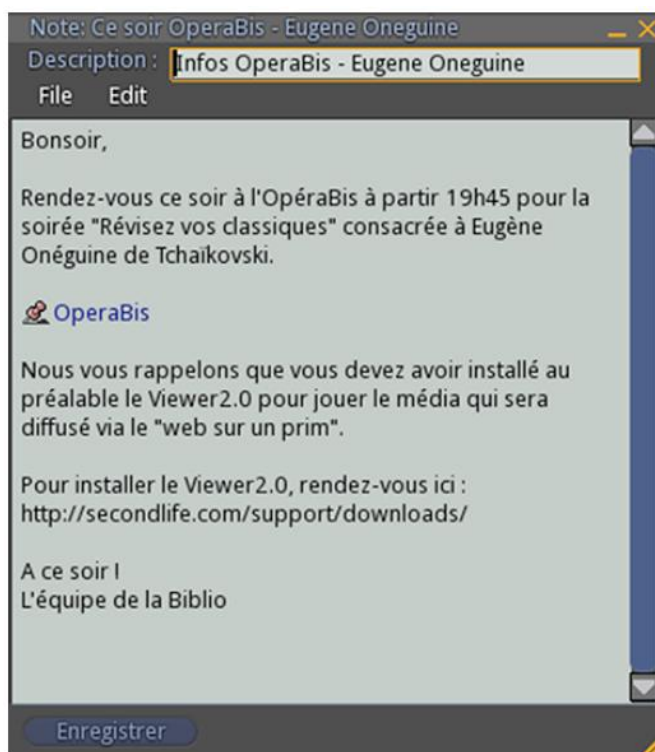 Note: Ce soir OperaBis - Eugene Oneguine
Description : Infos OperaBis - Eugene Oneguine
File Edit
Bonsoir,
Rendez-vous ce soir à l'OpéraBis à partir 19h45 pour la
soirée "Révisez vos classiques" consacrée à Eugène
Onéguine de Tchaïkovski.
OperaBis
Nous vous rappelons que vous devez avoir installé au
préalable le Viewer2.0 pour jouer le média qui sera
diffusé via le "web sur un prim".
Pour installer le Viewer2.0, rendez-vous ici :
http://secondlife.com/support/downloads/
A ce soir !
L'équipe de la Biblio
Enregistrer